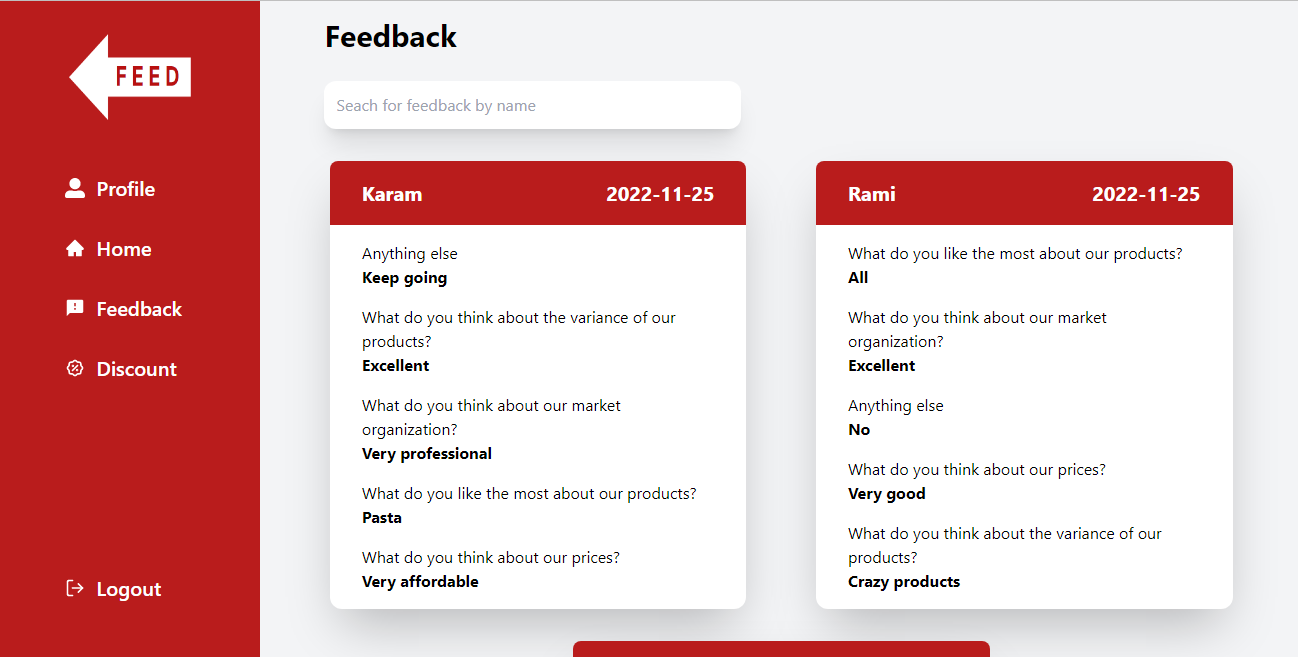 FEED
Profile
Home
Feedback
Discount
Logout
Feedback
Seach for feedback by name
Karam 2022-11-25
Anything else
Keep going
What do you think about the variance of our
products?
Excellent
What do you think about our market
organization?
Very professional
What do you like the most about our products?
Pasta
What do you think about our prices?
Very affordable
Rami 2022-11-25
What do you like the most about our products?
All
What do you think about our market
organization?
Excellent
Anything else
No
What do you think about our prices?
Very good
What do you think about the variance of our
products?
Crazy products